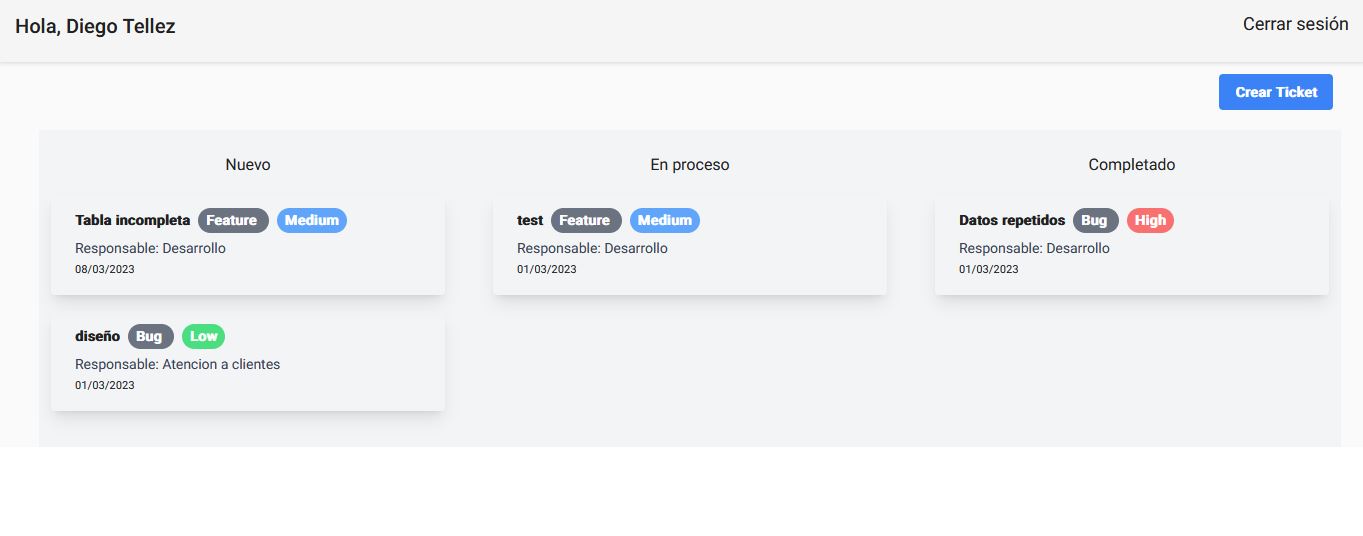 Hola, Diego Tellez
Cerrar sesión
Crear Ticket
Nuevo
Tabla incompleta Feature Medium
Responsable: Desarrollo
08/03/2023
diseño Bug Low
Responsable: Atencion a clientes
01/03/2023
En proceso
test Feature Medium
Responsable: Desarrollo
01/03/2023
Completado
Datos repetidos Bug High
Responsable: Desarrollo
01/03/2023